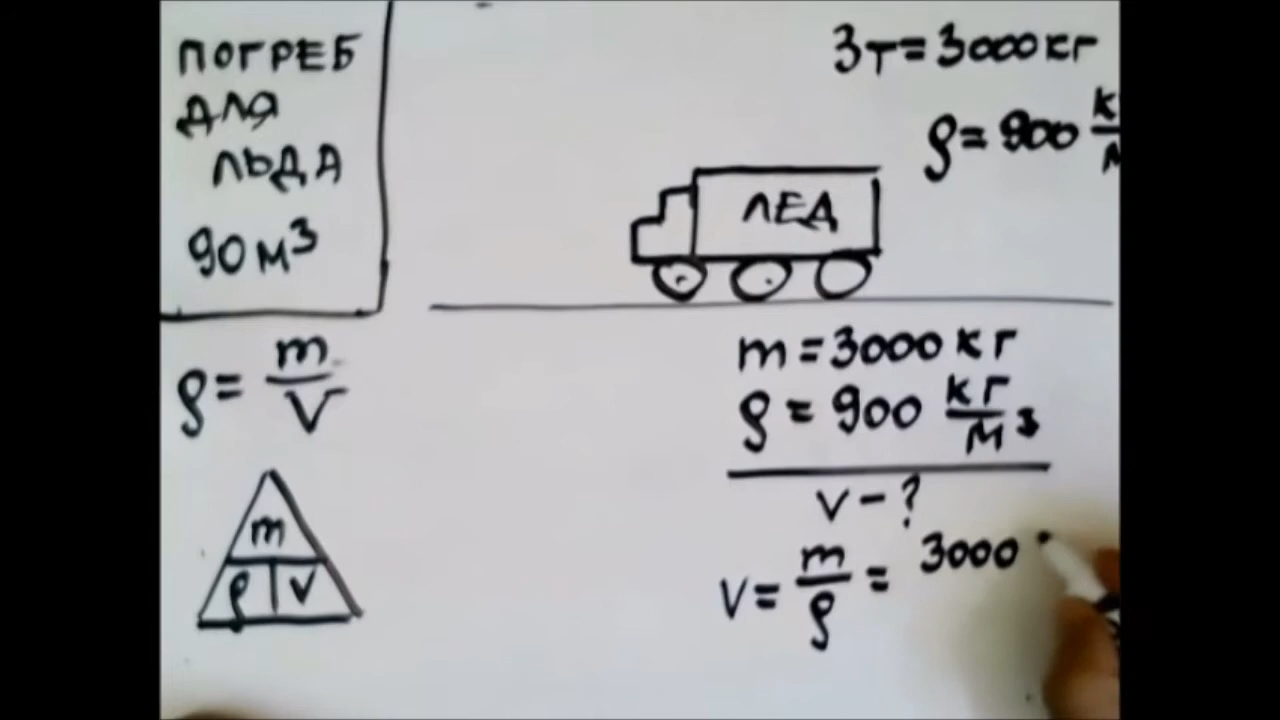 ПОГРЕБ
ДЛЯ
ЛЬДА
90 м³
3т = 3000 кг
ρ = 900 к/м
ЛЕД
ρ = m/V
m
ρ | V
m = 3000 кг
ρ = 900 кг/м³
V - ?
V = m/ρ = 3000